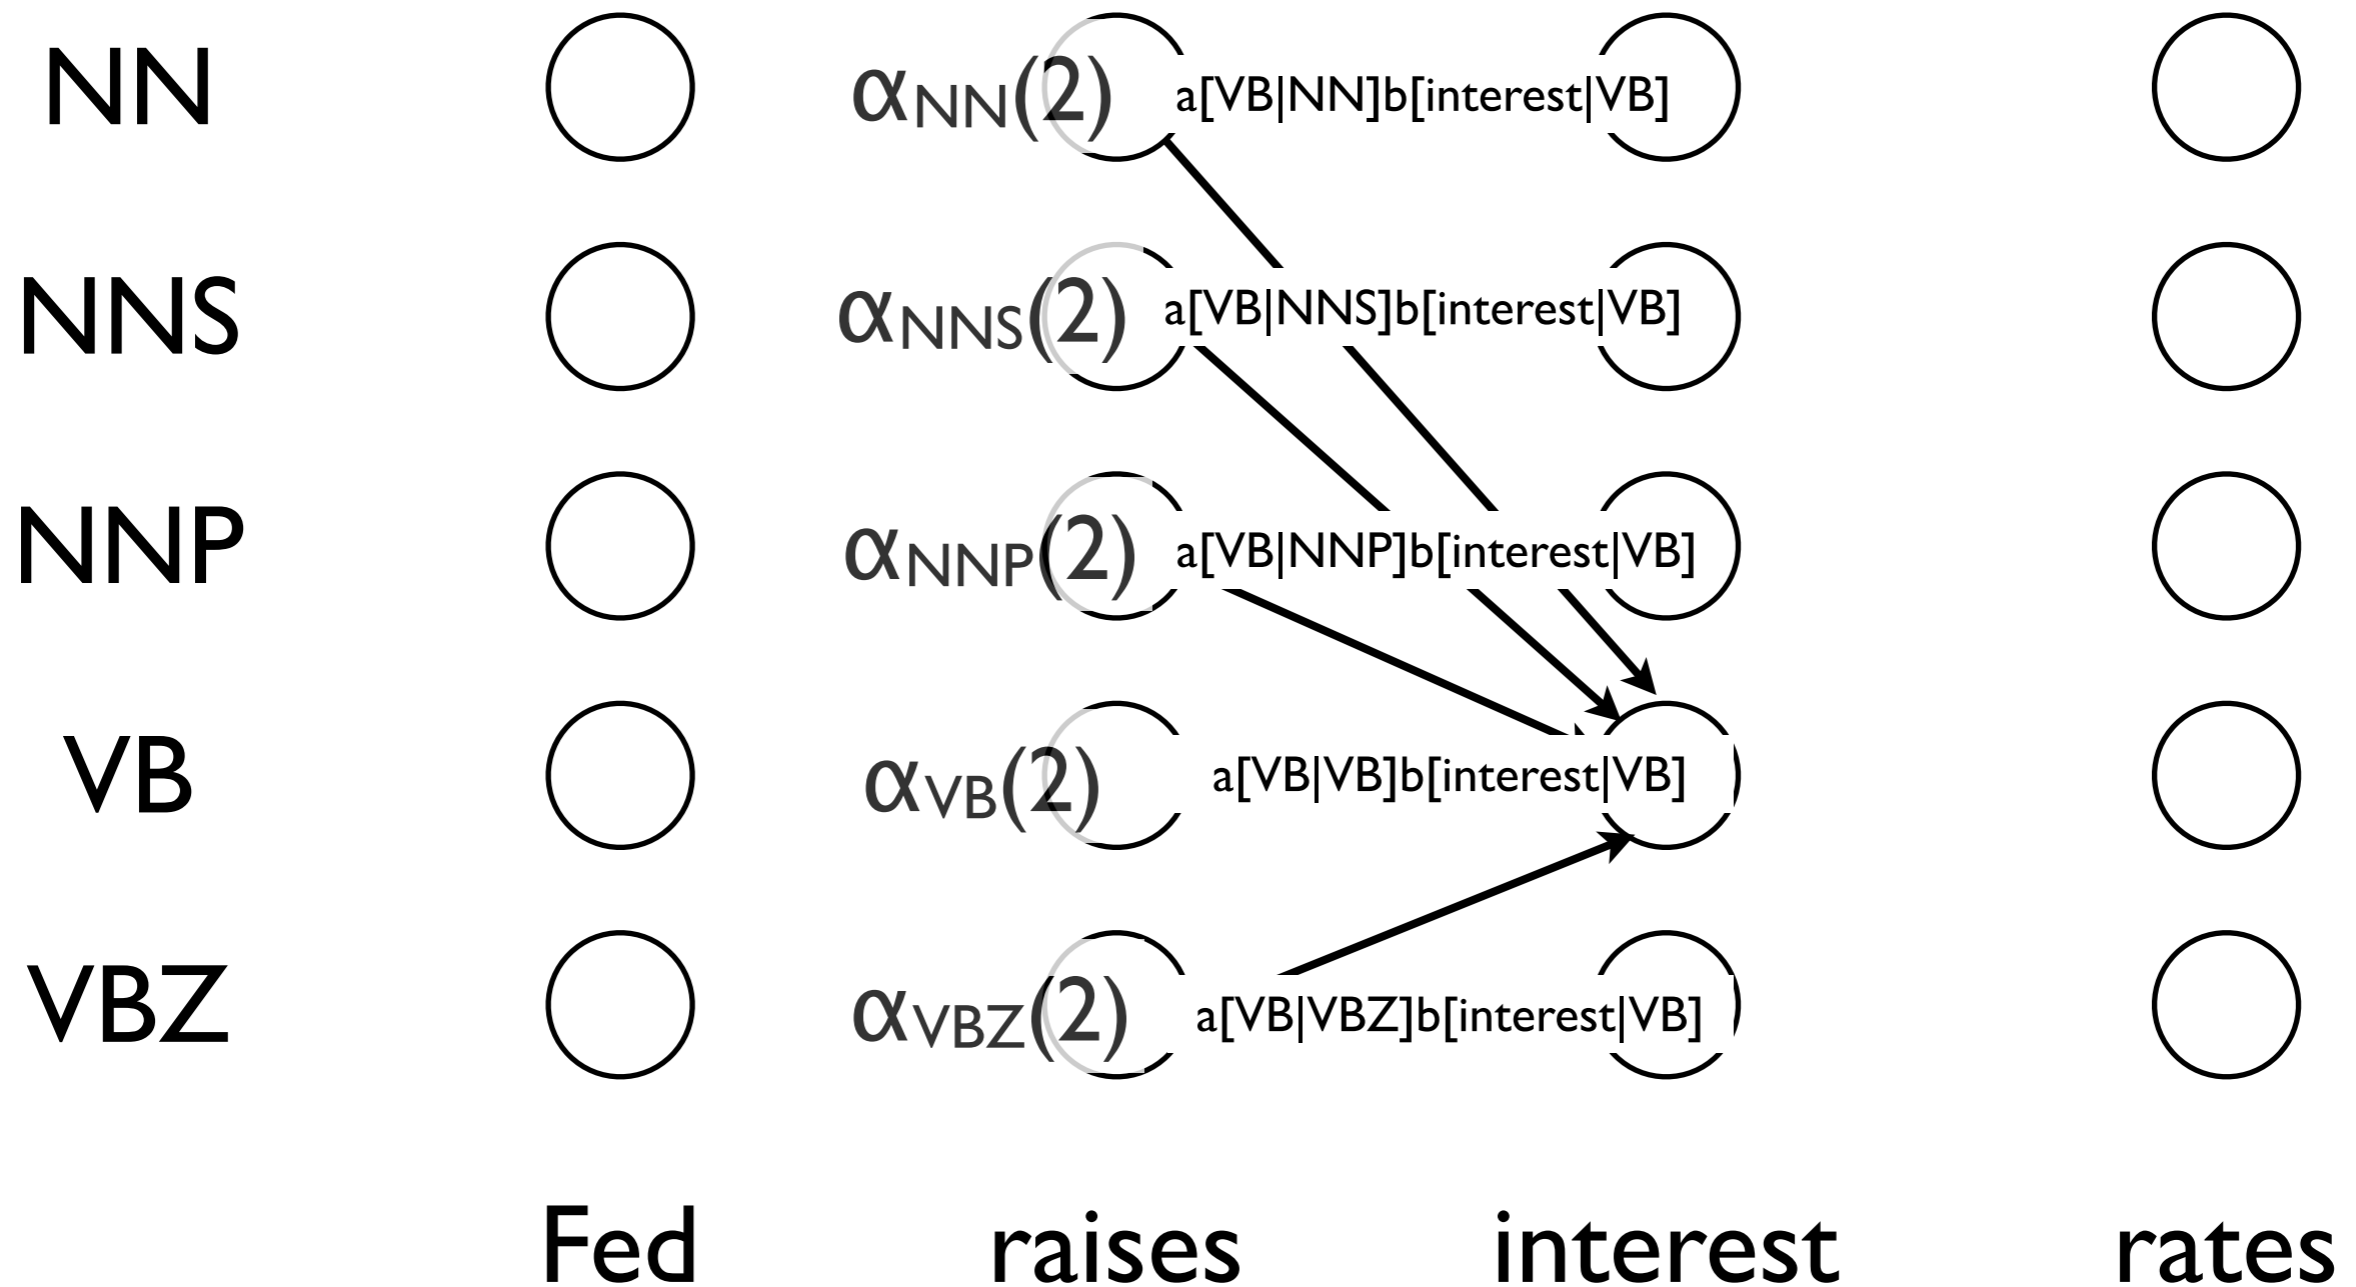 NN αNN(2) a[VB|NN]b[interest|VB]
NNS αNNS(2) a[VB|NNS]b[interest|VB]
NNP αNNP(2) a[VB|NNP]b[interest|VB]
VB αVB(2) a[VB|VB]b[interest|VB]
VBZ αVBZ(2) a[VB|VBZ]b[interest|VB]
Fed raises interest rates